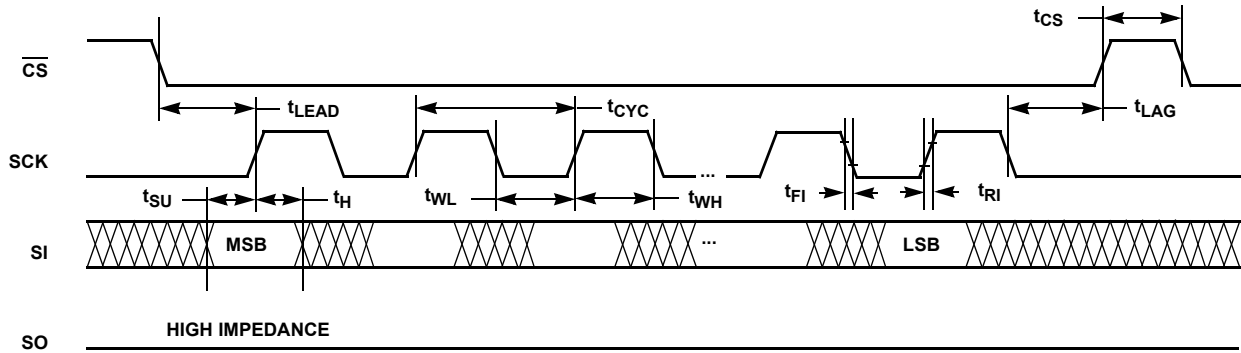 tCS
CS
tLEAD
tCYC
tLAG
SCK
...
tSU
tH
tWL
tWH
tFI
tRI
SI
MSB
...
LSB
HIGH IMPEDANCE
SO